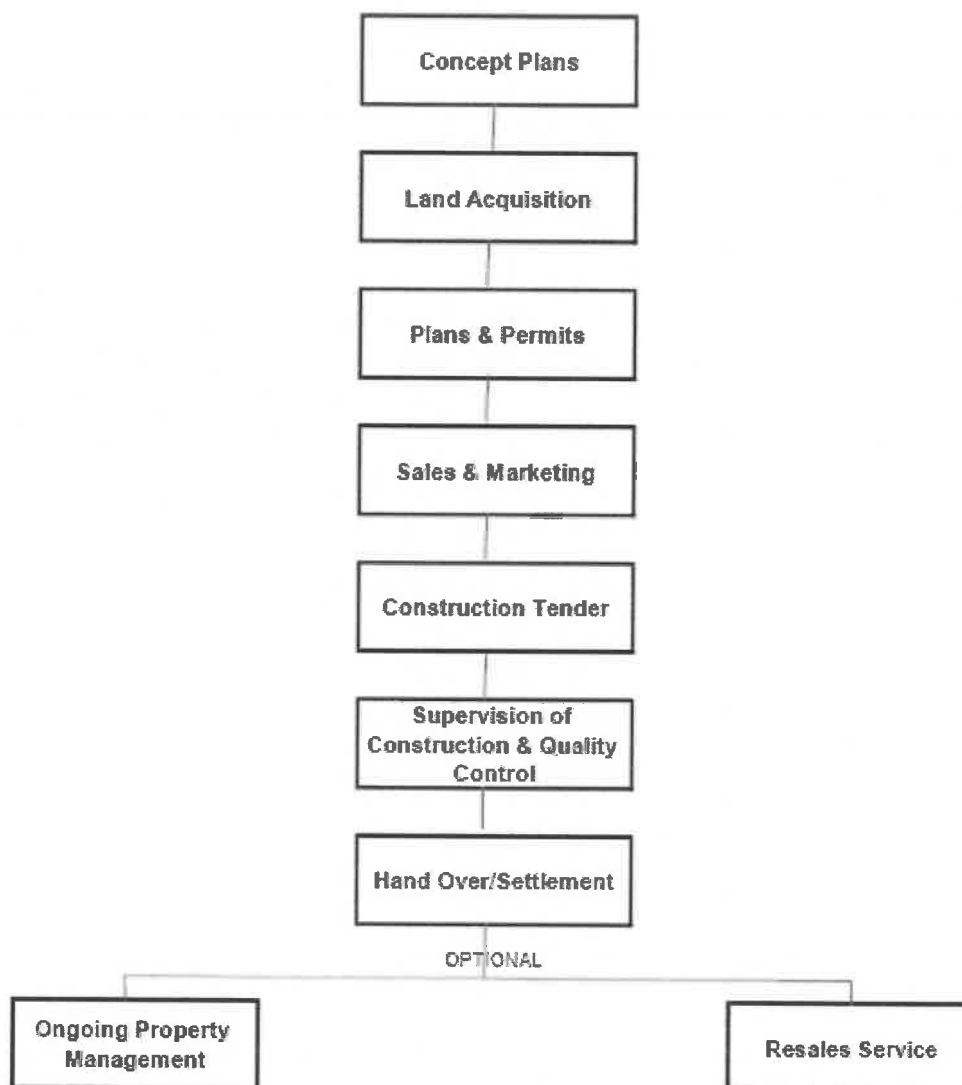 Concept Plans
Land Acquisition
Plans & Permits
Sales & Marketing
Construction Tender
Supervision of
Construction & Quality
Control
Hand Over/Settlement
OPTIONAL
Ongoing Property
Management
Resales Service